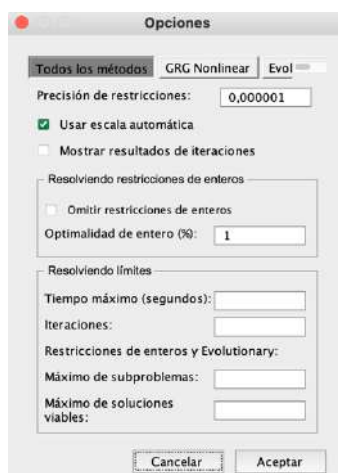 Opciones
Todos los métodos GRG Nonlinear Evol
Precisión de restricciones: 0,000001
Usar escala automática
Mostrar resultados de iteraciones
Resolviendo restricciones de enteros
Omitir restricciones de enteros
Optimalidad de entero (%): 1
Resolviendo límites
Tiempo máximo (segundos):
Iteraciones:
Restricciones de enteros y Evolutionary:
Máximo de subproblemas:
Máximo de soluciones
viables:
Cancelar Aceptar